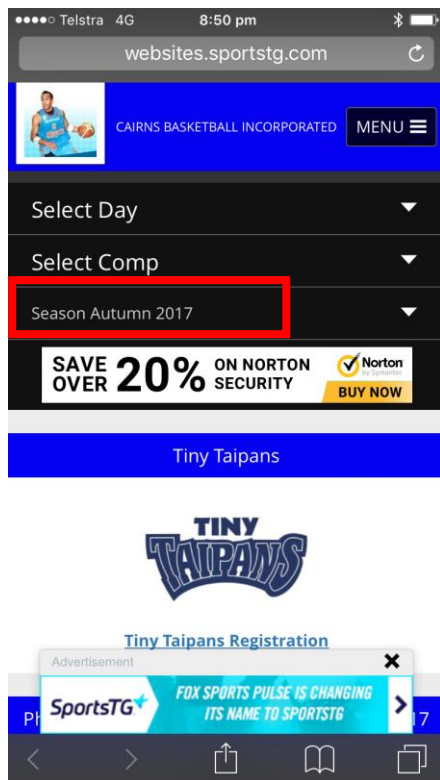 Telstra 4G 8:50 pm
websites.sportstg.com
CAIRNS BASKETBALL INCORPORATED MENU
Select Day
Select Comp
Season Autumn 2017
SAVE OVER 20% ON NORTON SECURITY
Norton
by Symantec
BUY NOW
Tiny Taipans
TINY
TAIPANS
Tiny Taipans Registration
Advertisement
SportsTG
FOX SPORTS PULSE IS CHANGING
ITS NAME TO SPORTSTG